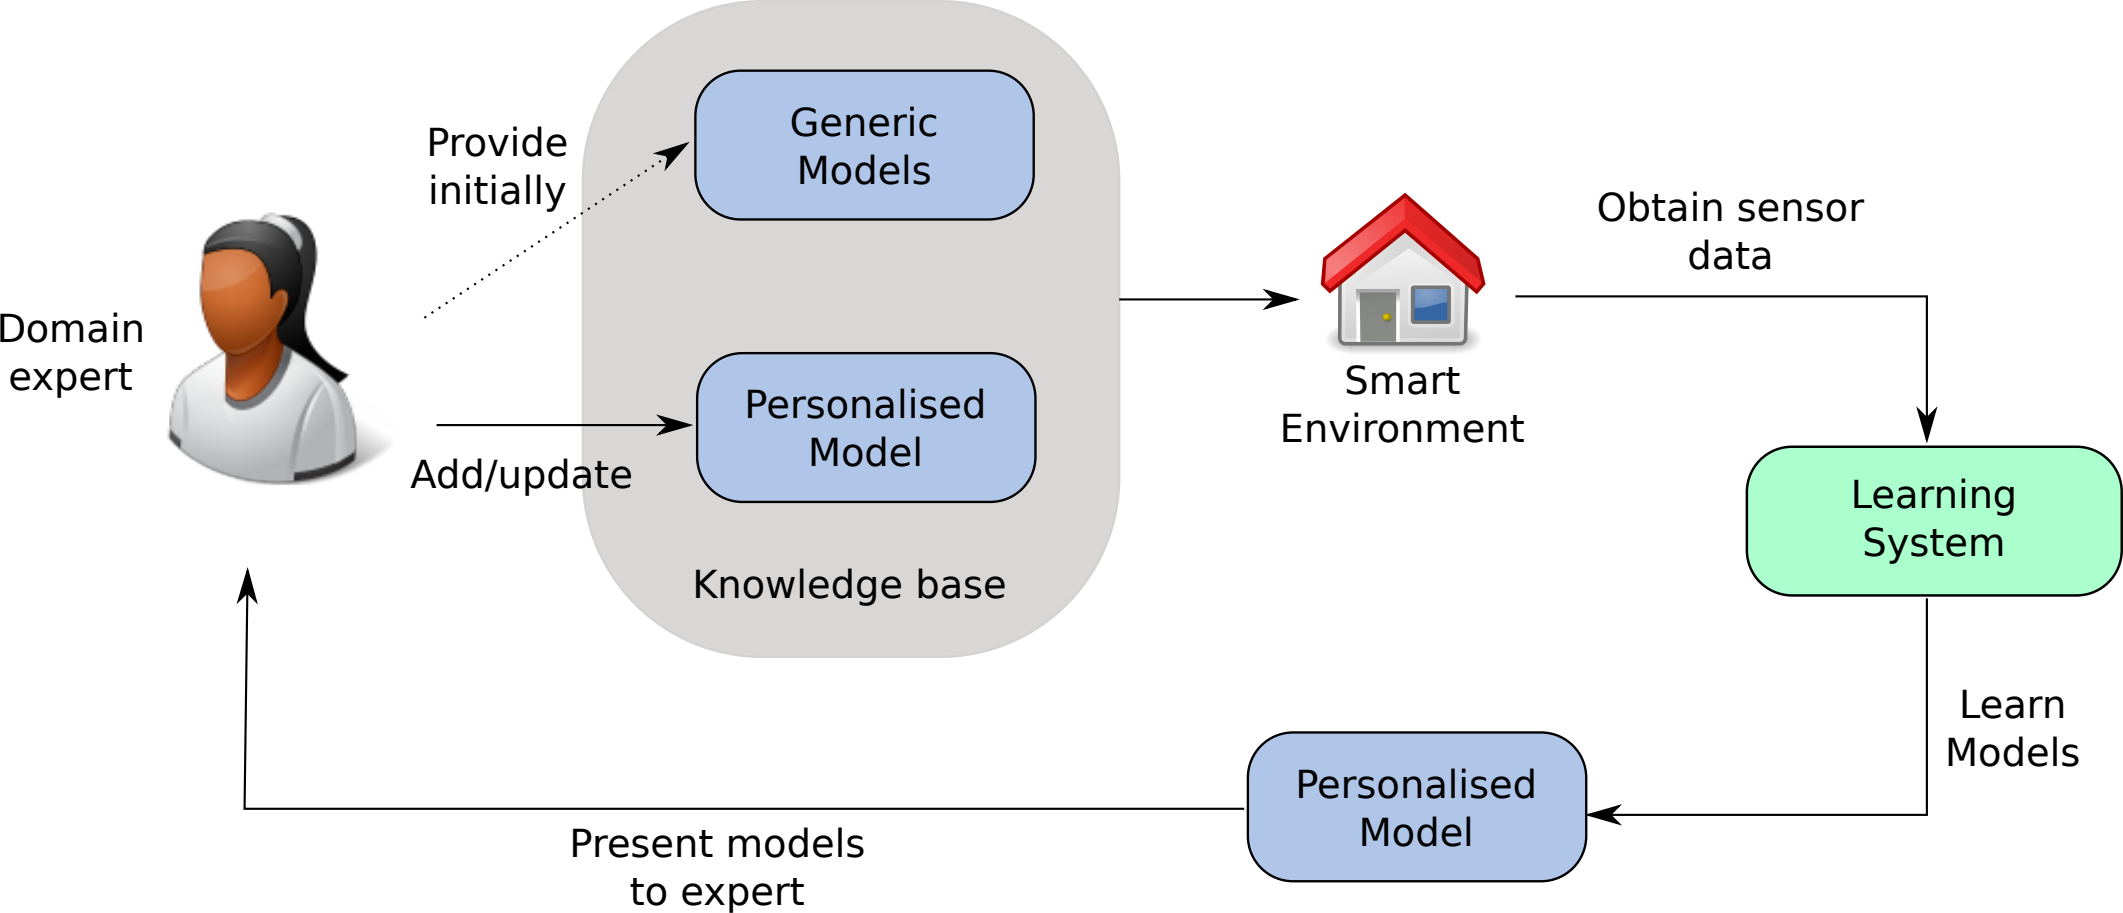 Provide
initially
Generic
Models
Domain
expert
Add/update
Personalised
Model
Knowledge base
Smart
Environment
Obtain sensor
data
Learning
System
Learn
Models
Personalised
Model
Present models
to expert